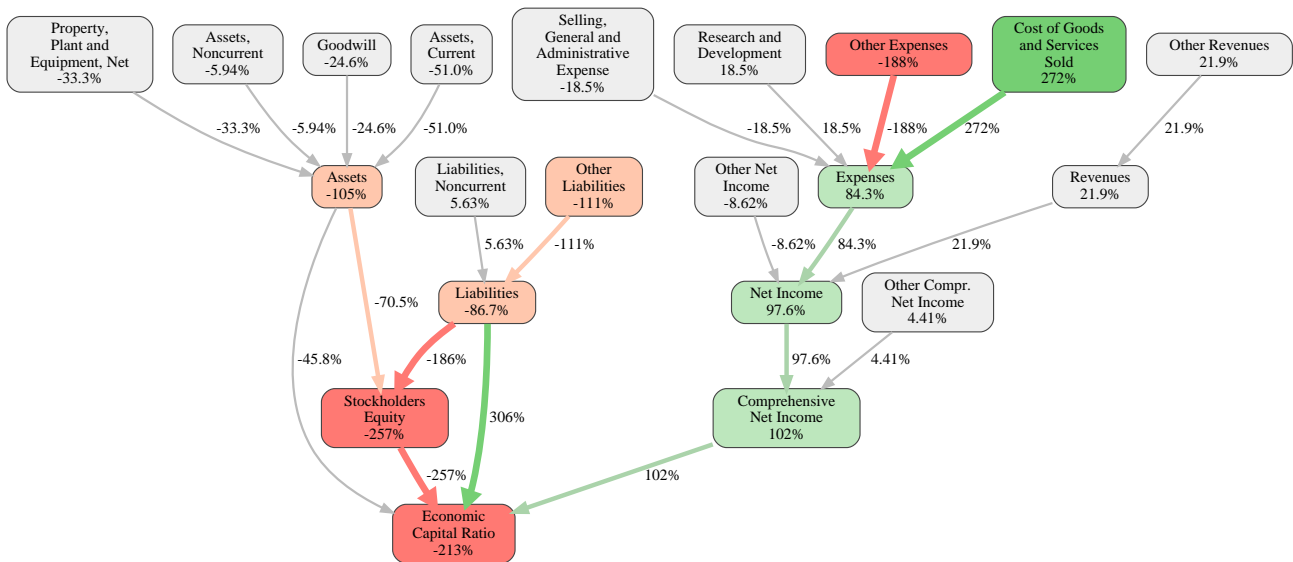 Property,
Plant and
Equipment, Net
-33.3%
Assets,
Noncurrent
-5.94%
Goodwill
-24.6%
Assets,
Current
-51.0%
Selling,
General and
Administrative
Expense
-18.5%
Research and
Development
18.5%
Other Expenses
-188%
Cost of Goods
and Services
Sold
272%
Other Revenues
21.9%
-33.3%
-5.94%
-24.6%
-51.0%
-18.5%
18.5%
-188%
272%
21.9%
Assets
-105%
Liabilities,
Noncurrent
5.63%
Other
Liabilities
-111%
Other Net
Income
-8.62%
Expenses
84.3%
Revenues
21.9%
5.63%
-111%
-8.62%
84.3%
21.9%
-70.5%
Liabilities
-86.7%
Net Income
97.6%
Other Compr.
Net Income
4.41%
-45.8%
-186%
97.6%
4.41%
Stockholders
Equity
-257%
306%
Comprehensive
Net Income
102%
-257%
102%
Economic
Capital Ratio
-213%